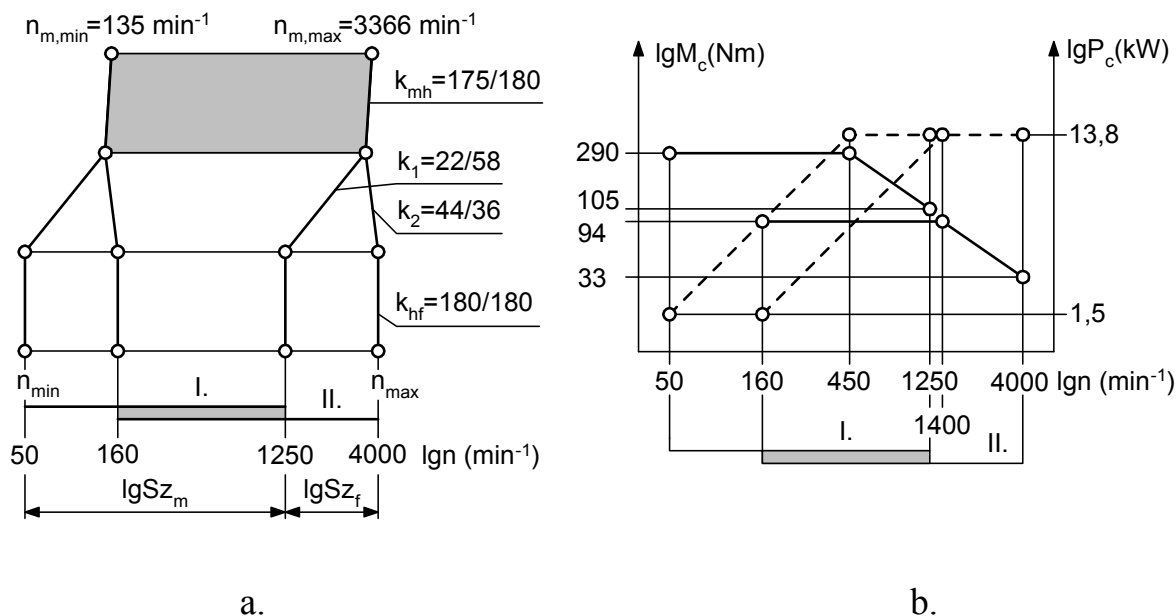 n_m,min=135 min⁻¹ n_m,max=3366 min⁻¹
k_mh=175/180
k₁=22/58
k₂=44/36
k_hf=180/180
n_min n_max
I. II.
50 160 1250 4000 lgn (min⁻¹)
lgSz_m lgSz_f
a.
lgM_c(Nm) lgP_c(kW)
13,8
290
105
94
33
1,5
50 160 450 1250 4000 lgn (min⁻¹)
1400
I. II.
b.